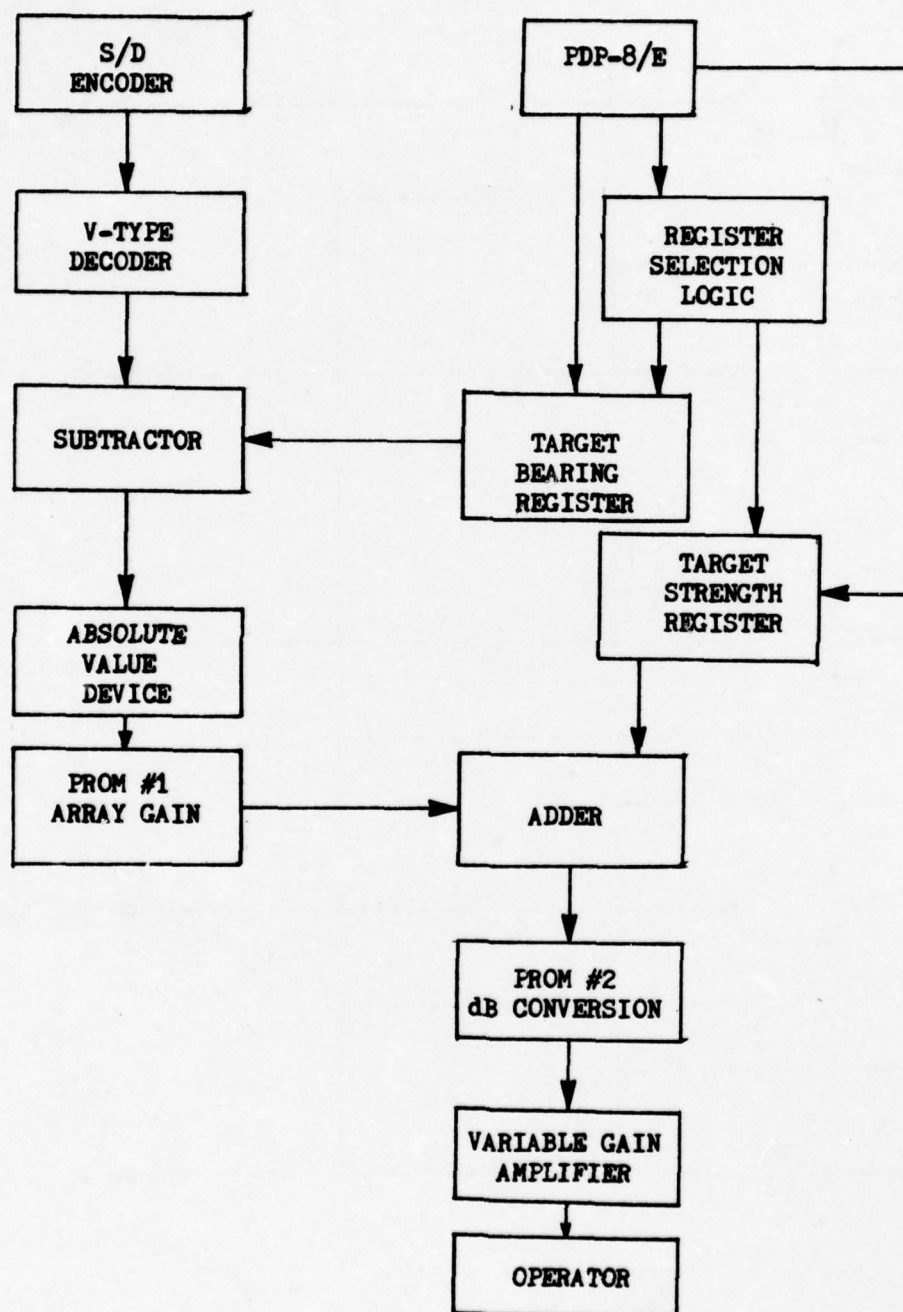 S/D
ENCODER
PDP-8/E
V-TYPE
DECODER
REGISTER
SELECTION
LOGIC
SUBTRACTOR
TARGET
BEARING
REGISTER
TARGET
STRENGTH
REGISTER
ABSOLUTE
VALUE
DEVICE
PROM #1
ARRAY GAIN
ADDER
PROM #2
dB CONVERSION
VARIABLE GAIN
AMPLIFIER
OPERATOR